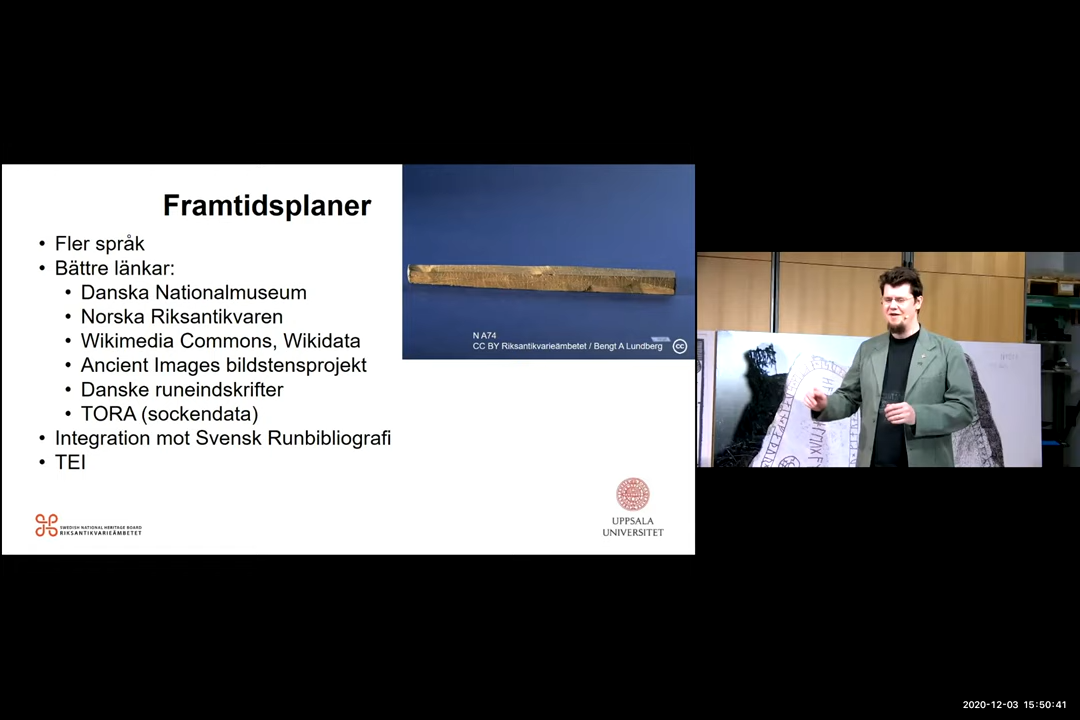 Framtidsplaner
• Fler språk
• Bättre länkar:
• Danska Nationalmuseum
• Norska Riksantikvaren
• Wikimedia Commons, Wikidata
• Ancient Images bildstensprojekt
• Danske runeindskrifter
• TORA (sockendata)
• Integration mot Svensk Runbibliografi
• TEI
N A74
CC BY Riksantikvarieämbetet / Bengt A Lundberg
cc
SWEDISH NATIONAL HERITAGE BOARD
RIKSANTIKVARIEÄMBETET
UPPSALA
UNIVERSITET
2020-12-03 15:50:41